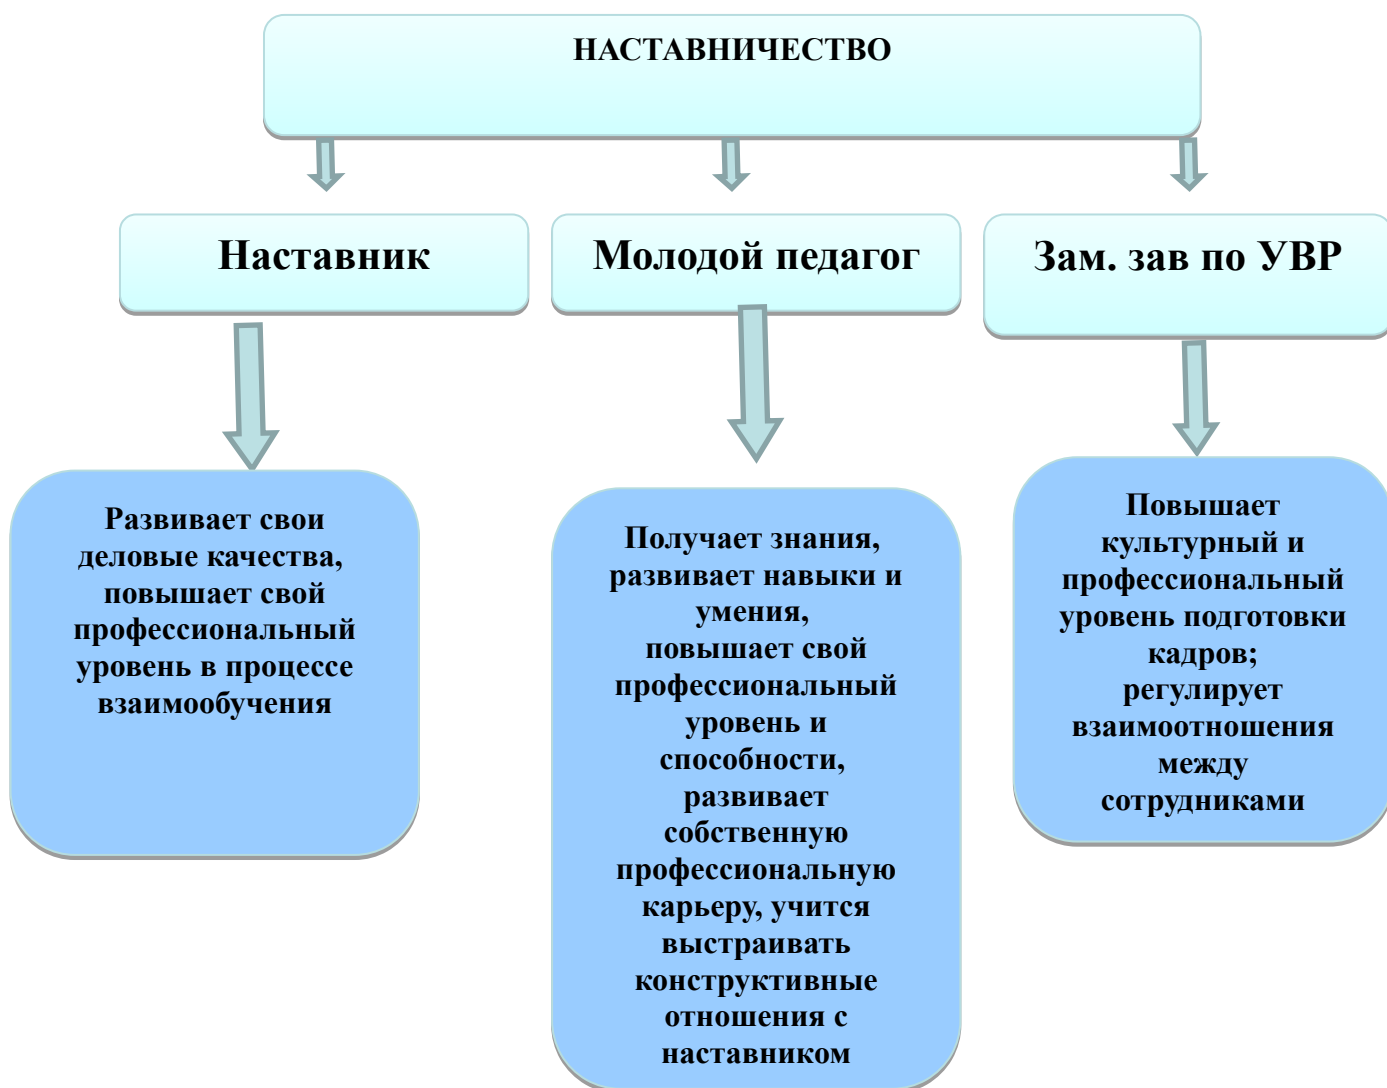 НАСТАВНИЧЕСТВО
Наставник
Молодой педагог
Зам. зав по УВР
Развивает свои
деловые качества,
повышает свой
профессиональный
уровень в процессе
взаимообучения
Получает знания,
развивает навыки и
умения,
повышает свой
профессиональный
уровень и
способности,
развивает
собственную
профессиональную
карьеру, учится
выстраивать
конструктивные
отношения с
наставником
Повышает
культурный и
профессиональный
уровень подготовки
кадров;
регулирует
взаимоотношения
между
сотрудниками